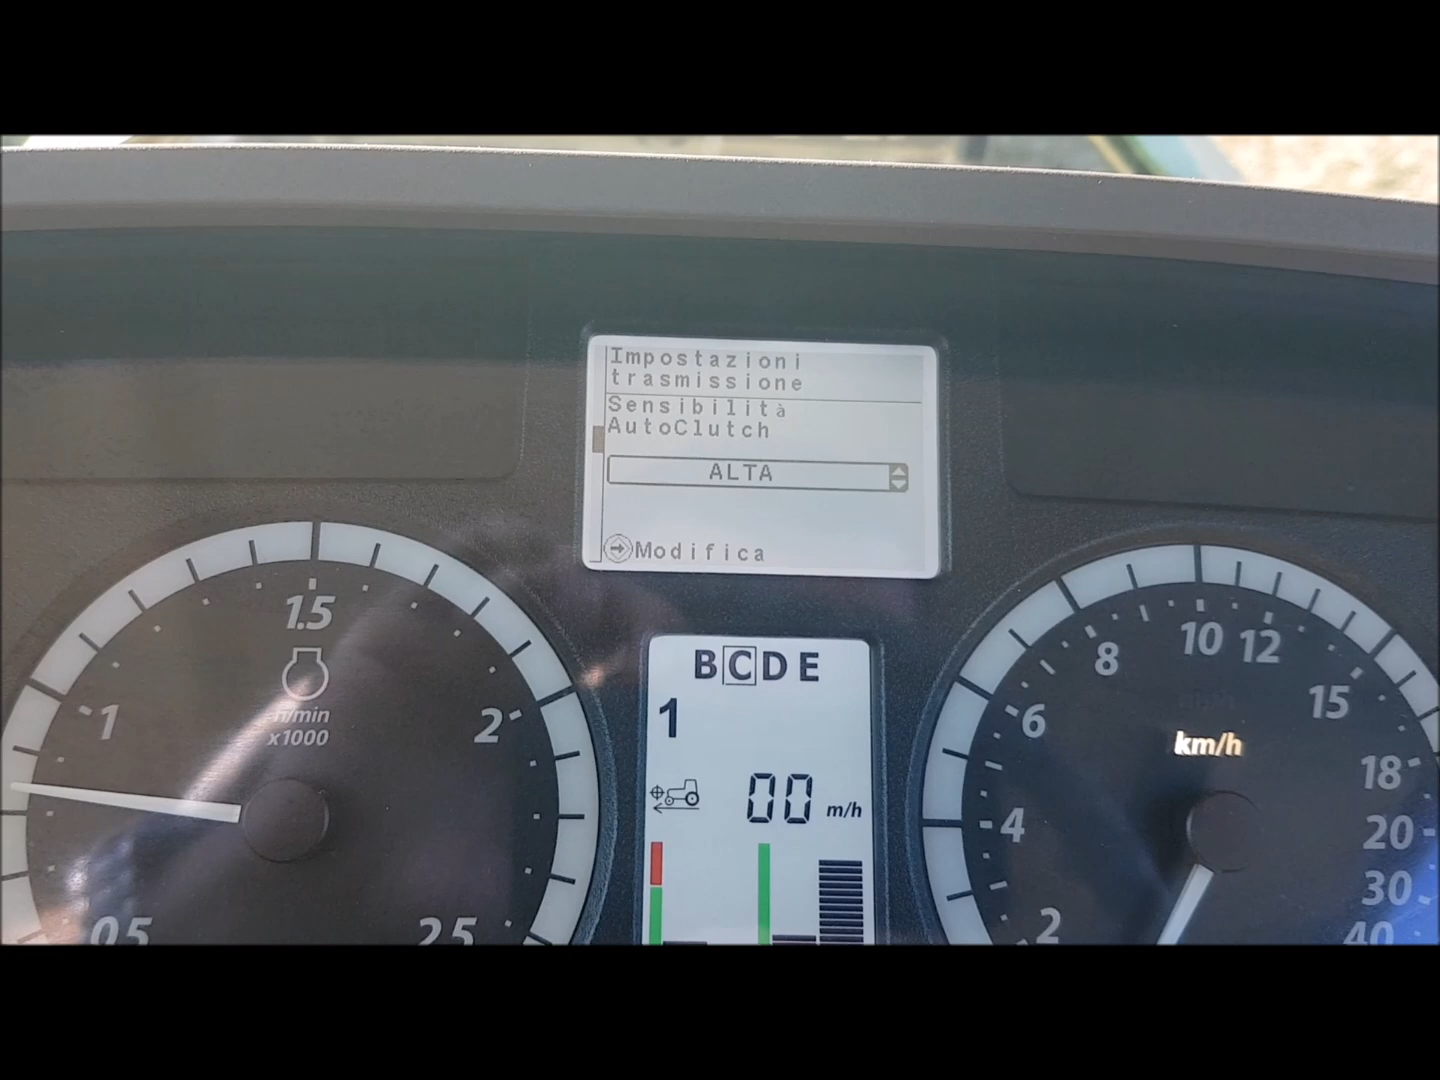 Impostazioni
trasmissione
Sensibilità
AutoClutch
ALTA
Modifica
B C D E
1
00 m/h
05
1
1.5
2
25
n/min
x1000
2
4
6
8
10
12
15
18
20
30
40
km/h